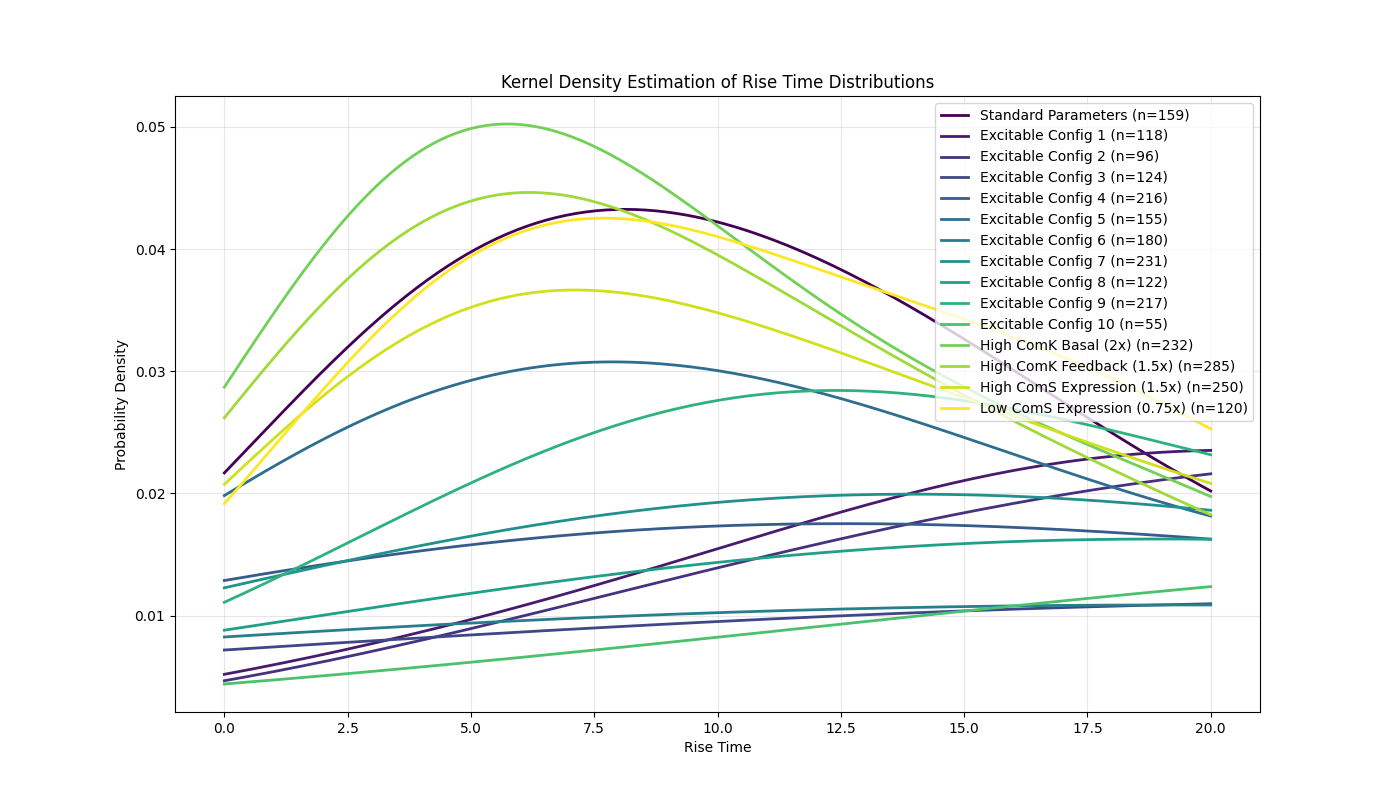 Kernel Density Estimation of Rise Time Distributions
Standard Parameters (n=159)
Excitable Config 1 (n=118)
Excitable Config 2 (n=96)
Excitable Config 3 (n=124)
Excitable Config 4 (n=216)
Excitable Config 5 (n=155)
Excitable Config 6 (n=180)
Excitable Config 7 (n=231)
Excitable Config 8 (n=122)
Excitable Config 9 (n=217)
Excitable Config 10 (n=55)
High ComK Basal (2x) (n=232)
High ComK Feedback (1.5x) (n=285)
High ComS Expression (1.5x) (n=250)
Low ComS Expression (0.75x) (n=120)
Probability Density
0.05
0.04
0.03
0.02
0.01
0.0 2.5 5.0 7.5 10.0 12.5 15.0 17.5 20.0
Rise Time